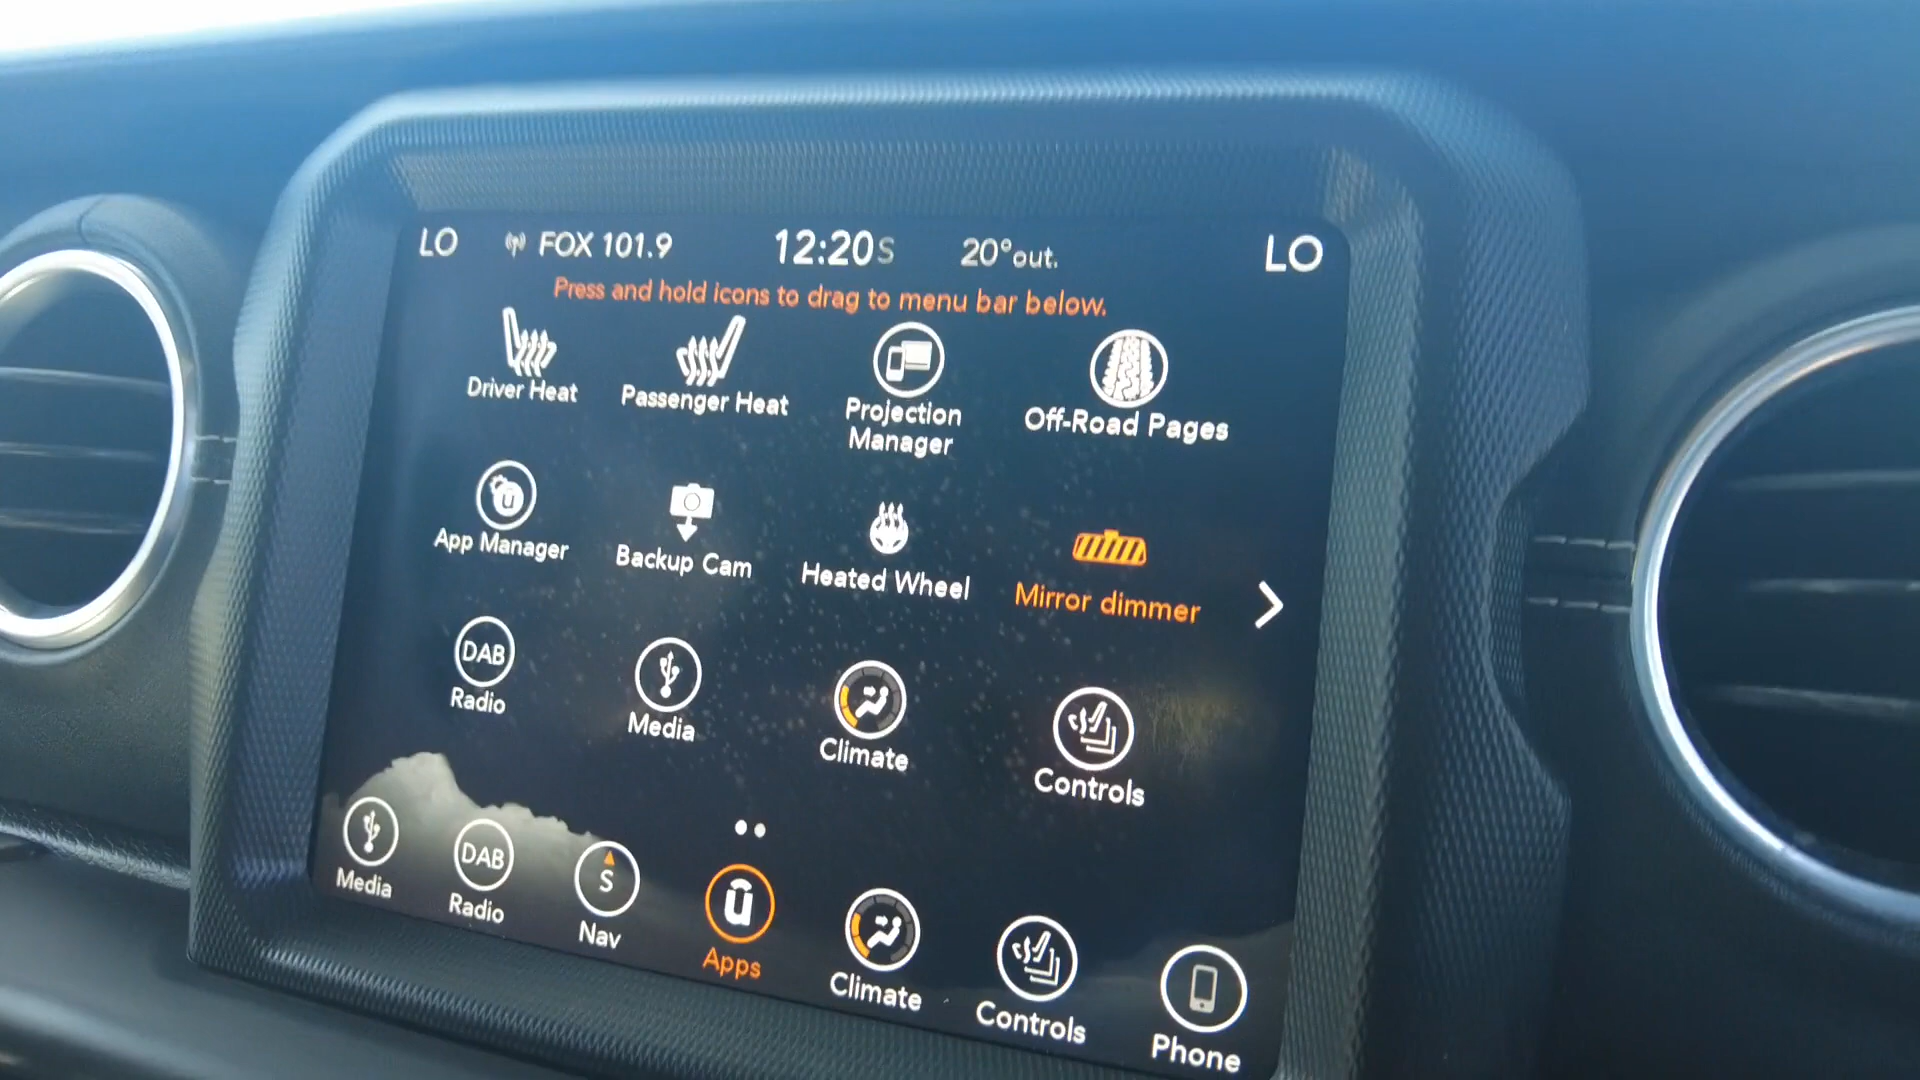 LO FOX 101.9 12:20 S 20° out. LO
Press and hold icons to drag to menu bar below.
Driver Heat
Passenger Heat
Projection
Manager
Off-Road Pages
u
App Manager
Backup Cam
Heated Wheel
Mirror dimmer
DAB
Radio
Media
Climate
Controls
Media
DAB
Radio
S
Nav
u
Apps
Climate
Controls
Phone